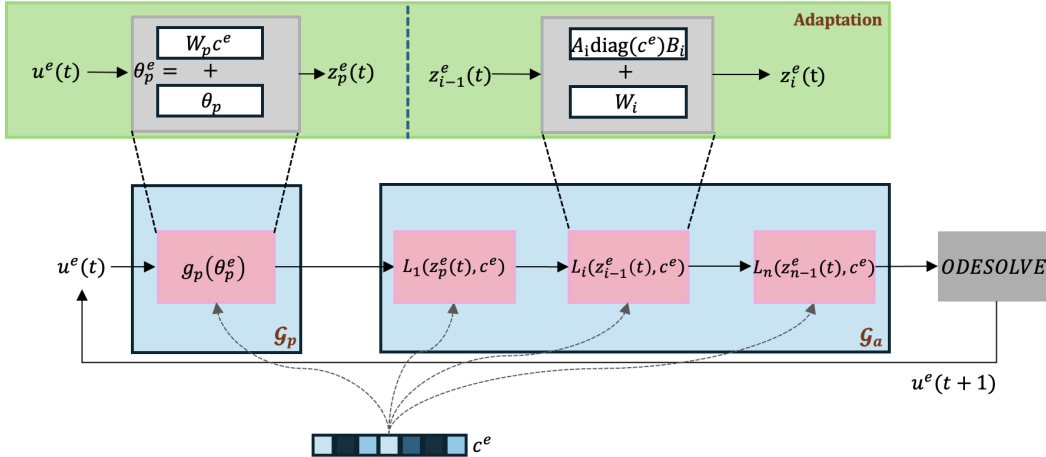 Adaptation
u^e(t)
θ_p^e =
W_p c^e
+
θ_p
z_p^e(t)
z_{i-1}^e(t)
A_i diag(c^e)B_i
+
W_i
z_i^e(t)
u^e(t)
g_p(θ_p^e)
𝒢_p
L_1(z_p^e(t), c^e)
L_i(z_{i-1}^e(t), c^e)
L_n(z_{n-1}^e(t), c^e)
𝒢_a
ODESOLVE
u^e(t + 1)
c^e